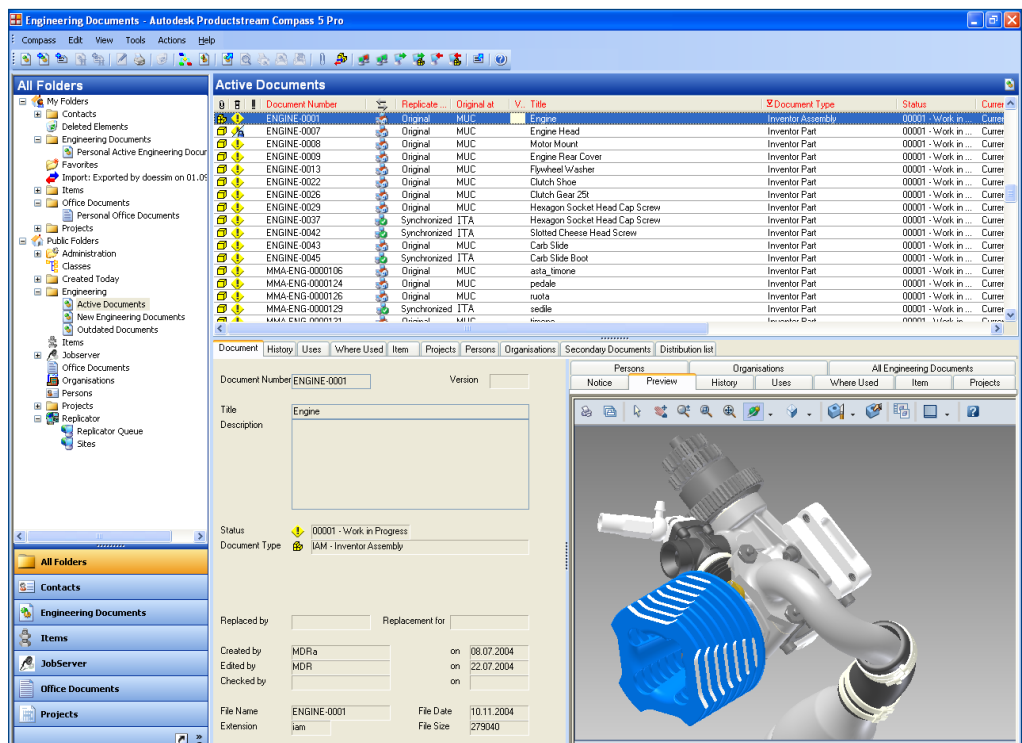 Engineering Documents - Autodesk Productstream Compass 5 Pro
Compass Edit View Tools Actions Help
All Folders
My Folders
Contacts
Deleted Elements
Engineering Documents
Personal Active Engineering Docur
Favorites
Import: Exported by doessim on 01.09
Items
Office Documents
Personal Office Documents
Projects
Public Folders
Administration
Classes
Created Today
Engineering
Active Documents
New Engineering Documents
Outdated Documents
Items
Jobserver
Office Documents
Organisations
Persons
Projects
Replicator
Replicator Queue
Sites
All Folders
Contacts
Engineering Documents
Items
JobServer
Office Documents
Projects
Active Documents
Document Number Replicate ... Original at V.. Title Document Type Status Curren
ENGINE-0001 Original MUC Engine Inventor Assembly 00001 - Work in ... Curren
ENGINE-0007 Original MUC Engine Head Inventor Part 00001 - Work in ... Curren
ENGINE-0008 Original MUC Motor Mount Inventor Part 00001 - Work in ... Curren
ENGINE-0009 Original MUC Engine Rear Cover Inventor Part 00001 - Work in ... Curren
ENGINE-0013 Original MUC Flywheel Washer Inventor Part 00001 - Work in ... Curren
ENGINE-0022 Original MUC Clutch Shoe Inventor Part 00001 - Work in ... Curren
ENGINE-0026 Original MUC Clutch Gear 25t Inventor Part 00001 - Work in ... Curren
ENGINE-0029 Original MUC Hexagon Socket Head Cap Screw Inventor Part 00001 - Work in ... Curren
ENGINE-0037 Synchronized ITA Hexagon Socket Head Cap Screw Inventor Part 00001 - Work in ... Curren
ENGINE-0042 Synchronized ITA Slotted Cheese Head Screw Inventor Part 00001 - Work in ... Curren
ENGINE-0043 Original MUC Carb Slide Inventor Part 00001 - Work in ... Curren
ENGINE-0045 Synchronized ITA Carb Slide Boot Inventor Part 00001 - Work in ... Curren
MMA-ENG-0000106 Original MUC asta_timone Inventor Part 00001 - Work in ... Curren
MMA-ENG-0000124 Original MUC pedale Inventor Part 00001 - Work in ... Curren
MMA-ENG-0000126 Original MUC ruota Inventor Part 00001 - Work in ... Curren
MMA-ENG-0000129 Synchronized ITA sedile Inventor Part 00001 - Work in ... Curren
MMA-ENG-0000131 Original MUC timone Inventor Part 00001 - Work in ... Curren
Document History Uses Where Used Item Projects Persons Organisations Secondary Documents Distribution list
Document Number ENGINE-0001 Version
Title Engine
Description
Status 00001 - Work in Progress
Document Type IAM - Inventor Assembly
Replaced by Replacement for
Created by MDRa on 08.07.2004
Edited by MDR on 22.07.2004
Checked by on
File Name ENGINE-0001 File Date 10.11.2004
Extension iam File Size 279040
Persons Organisations All Engineering Documents
Notice Preview History Uses Where Used Item Projects